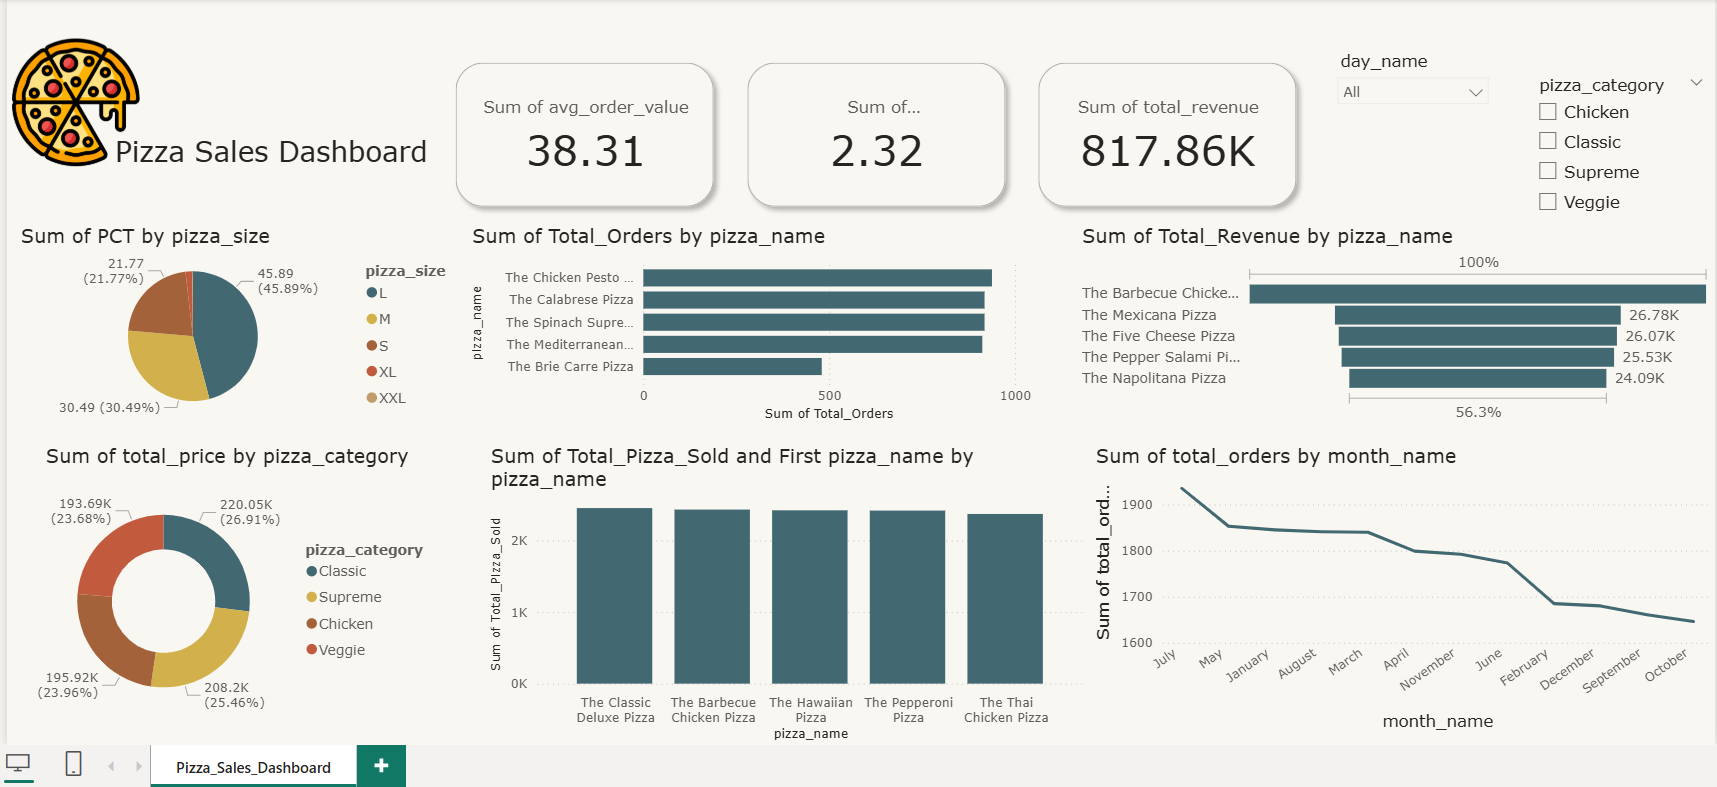 Pizza Sales Dashboard
Sum of avg_order_value
38.31
Sum of...
2.32
Sum of total_revenue
817.86K
day_name
All
pizza_category
Chicken
Classic
Supreme
Veggie
Sum of PCT by pizza_size
21.77
(21.77%)
45.89
(45.89%)
30.49 (30.49%)
pizza_size
L
M
S
XL
XXL
Sum of Total_Orders by pizza_name
pizza_name
The Chicken Pesto ...
The Calabrese Pizza
The Spinach Supre...
The Mediterranean...
The Brie Carre Pizza
0
500
1000
Sum of Total_Orders
Sum of Total_Revenue by pizza_name
100%
The Barbecue Chicke...
The Mexicana Pizza
26.78K
The Five Cheese Pizza
26.07K
The Pepper Salami Pi...
25.53K
The Napolitana Pizza
24.09K
56.3%
Sum of total_price by pizza_category
193.69K
(23.68%)
220.05K
(26.91%)
195.92K
(23.96%)
208.2K
(25.46%)
pizza_category
Classic
Supreme
Chicken
Veggie
Sum of Total_Pizza_Sold and First pizza_name by
pizza_name
Sum of Total_Pizza_Sold
2K
1K
0K
The Classic
Deluxe Pizza
The Barbecue
Chicken Pizza
The Hawaiian
Pizza
The Pepperoni
Pizza
The Thai
Chicken Pizza
pizza_name
Sum of total_orders by month_name
Sum of total_ord...
1900
1800
1700
1600
July
May
January
August
March
April
November
June
February
December
September
October
month_name
Pizza_Sales_Dashboard